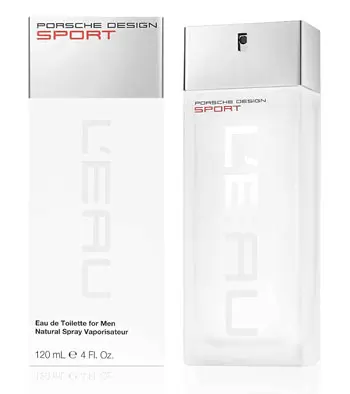 PORSCHE DESIGN
SPORT
L'EAU
Eau de Toilette for Men
Natural Spray Vaporisateur
120 mL e 4 Fl. Oz.
PORSCHE DESIGN
SPORT
L'EAU